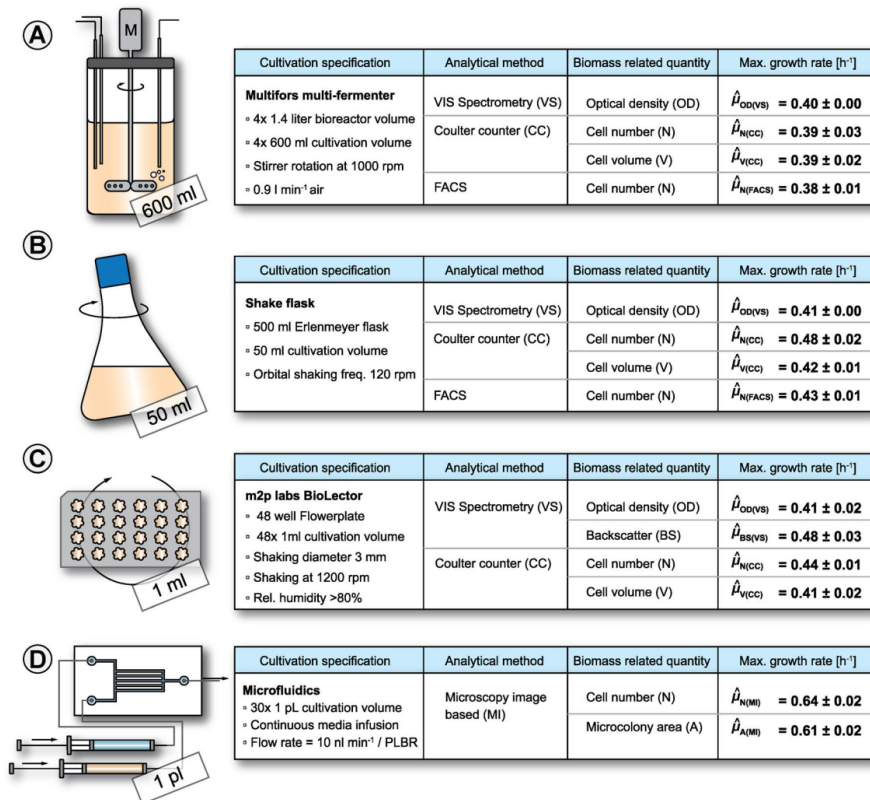 A
M
600 ml
Cultivation specification Analytical method Biomass related quantity Max. growth rate [h⁻¹]
Multifors multi-fermenter
▫ 4x 1.4 liter bioreactor volume
▫ 4x 600 ml cultivation volume
▫ Stirrer rotation at 1000 rpm
▫ 0.9 l min⁻¹ air
VIS Spectrometry (VS) Optical density (OD) μ̂OD(VS) = 0.40 ± 0.00
Coulter counter (CC) Cell number (N) μ̂N(CC) = 0.39 ± 0.03
Cell volume (V) μ̂V(CC) = 0.39 ± 0.02
FACS Cell number (N) μ̂N(FACS) = 0.38 ± 0.01
B
50 ml
Cultivation specification Analytical method Biomass related quantity Max. growth rate [h⁻¹]
Shake flask
▫ 500 ml Erlenmeyer flask
▫ 50 ml cultivation volume
▫ Orbital shaking freq. 120 rpm
VIS Spectrometry (VS) Optical density (OD) μ̂OD(VS) = 0.41 ± 0.00
Coulter counter (CC) Cell number (N) μ̂N(CC) = 0.48 ± 0.02
Cell volume (V) μ̂V(CC) = 0.42 ± 0.01
FACS Cell number (N) μ̂N(FACS) = 0.43 ± 0.01
C
1 ml
Cultivation specification Analytical method Biomass related quantity Max. growth rate [h⁻¹]
m2p labs BioLector
▫ 48 well Flowerplate
▫ 48x 1ml cultivation volume
▫ Shaking diameter 3 mm
▫ Shaking at 1200 rpm
▫ Rel. humidity >80%
VIS Spectrometry (VS) Optical density (OD) μ̂OD(VS) = 0.41 ± 0.02
Backscatter (BS) μ̂BS(VS) = 0.48 ± 0.03
Coulter counter (CC) Cell number (N) μ̂N(CC) = 0.44 ± 0.01
Cell volume (V) μ̂V(CC) = 0.41 ± 0.02
D
1 pl
Cultivation specification Analytical method Biomass related quantity Max. growth rate [h⁻¹]
Microfluidics
▫ 30x 1 pL cultivation volume
▫ Continuous media infusion
▫ Flow rate = 10 nl min⁻¹ / PLBR
Microscopy image
based (MI)
Cell number (N) μ̂N(MI) = 0.64 ± 0.02
Microcolony area (A) μ̂A(MI) = 0.61 ± 0.02